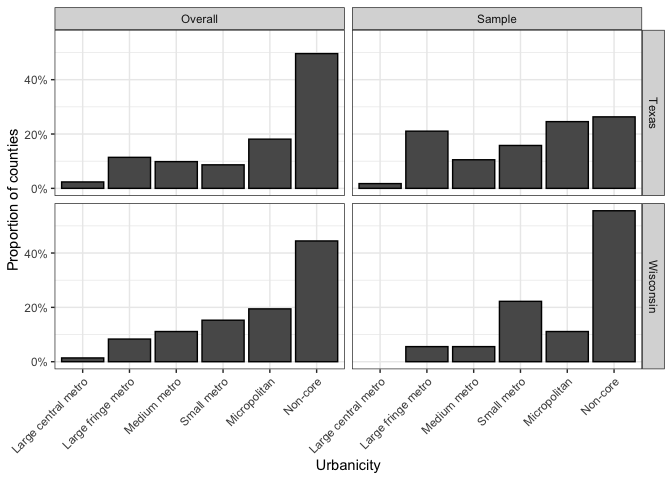 Overall
Sample
Proportion of counties
40%
20%
0%
Texas
40%
20%
0%
Wisconsin
Large central metro
Large fringe metro
Medium metro
Small metro
Micropolitan
Non-core
Large central metro
Large fringe metro
Medium metro
Small metro
Micropolitan
Non-core
Urbanicity